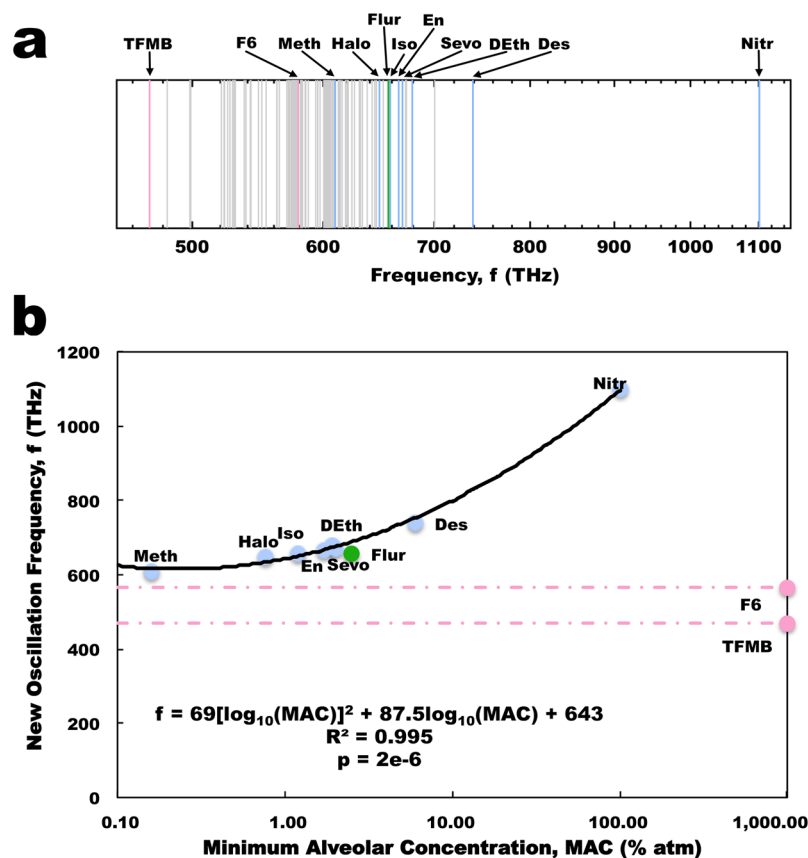 a
Flur
En
TFMB
F6
Meth
Halo
Iso
Sevo
DEth
Des
Nitr
500
600
700
800
900
1000
1100
Frequency, f (THz)
b
New Oscillation Frequency, f (THz)
1200
1000
800
600
400
200
0
Nitr
Des
DEth
Iso
Halo
Meth
En
Sevo
Flur
F6
TFMB
f = 69[log₁₀(MAC)]² + 87.5log₁₀(MAC) + 643
R² = 0.995
p = 2e-6
0.10
1.00
10.00
100.00
1,000.00
Minimum Alveolar Concentration, MAC (% atm)